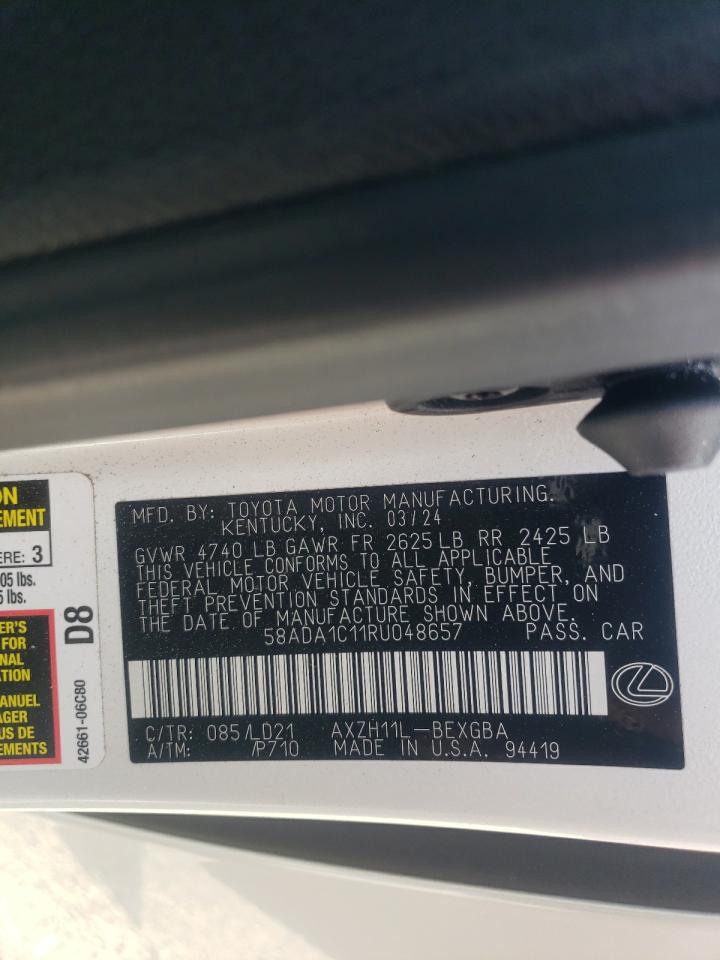 ON
EMENT
ERE: 3
05 lbs.
5 lbs.
ER'S
FOR
NAL
ATION
MANUEL
AGER
US DE
EMENTS
D8
42661-06C80
MFD. BY: TOYOTA MOTOR MANUFACTURING.
KENTUCKY, INC. 03/24
GVWR 4740 LB GAWR FR 2625 LB RR 2425 LB
THIS VEHICLE CONFORMS TO ALL APPLICABLE
FEDERAL MOTOR VEHICLE SAFETY, BUMPER, AND
THEFT PREVENTION STANDARDS IN EFFECT ON
THE DATE OF MANUFACTURE SHOWN ABOVE.
58ADA1C11RU048657 PASS. CAR
C/TR: 085/LD21 AXZH11L-BEXGBA
A/TM: /P710 MADE IN U.S.A. 94419